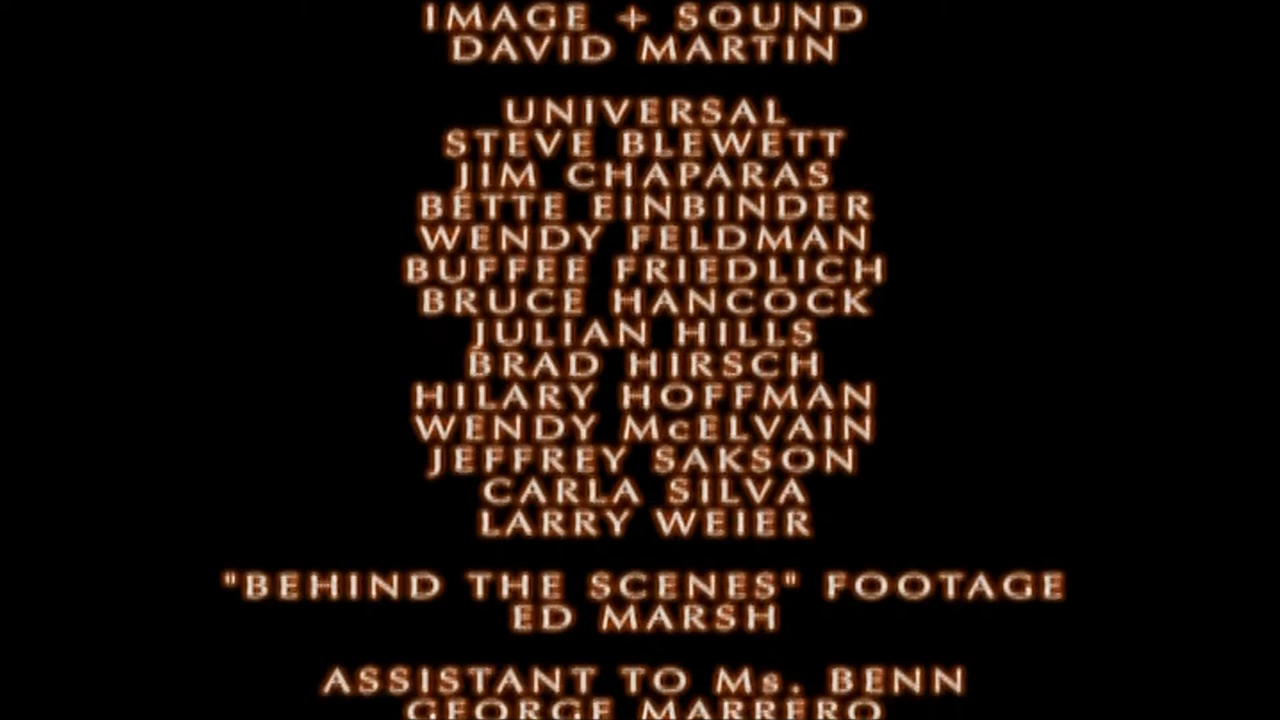 IMAGE + SOUND
DAVID MARTIN
UNIVERSAL
STEVE BLEWETT
JIM CHAPARAS
BETTE EINBINDER
WENDY FELDMAN
BUFFEE FRIEDLICH
BRUCE HANCOCK
JULIAN HILLS
BRAD HIRSCH
HILARY HOFFMAN
WENDY McELVAIN
JEFFREY SAKSON
CARLA SILVA
LARRY WEIER
"BEHIND THE SCENES" FOOTAGE
ED MARSH
ASSISTANT TO Ms. BENN
GEORGE MARRERO